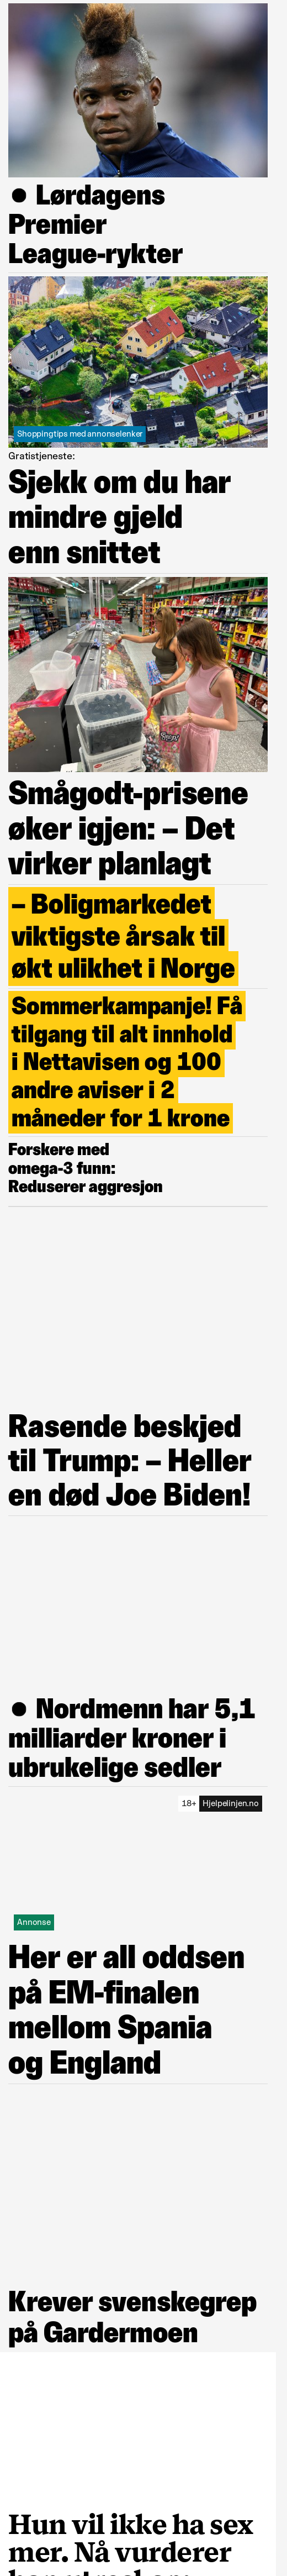 ● Lørdagens
Premier
League-rykter
Shoppingtips med annonselenker
Gratistjeneste:
Sjekk om du har
mindre gjeld
enn snittet
Smågodt-prisene
øker igjen: – Det
virker planlagt
– Boligmarkedet
viktigste årsak til
økt ulikhet i Norge
Sommerkampanje! Få
tilgang til alt innhold
i Nettavisen og 100
andre aviser i 2
måneder for 1 krone
Forskere med
omega-3 funn:
Reduserer aggresjon
Rasende beskjed
til Trump: – Heller
en død Joe Biden!
● Nordmenn har 5,1
milliarder kroner i
ubrukelige sedler
18+ Hjelpelinjen.no
Annonse
Her er all oddsen
på EM-finalen
mellom Spania
og England
Krever svenskegrep
på Gardermoen
Hun vil ikke ha sex
mer. Nå vurderer